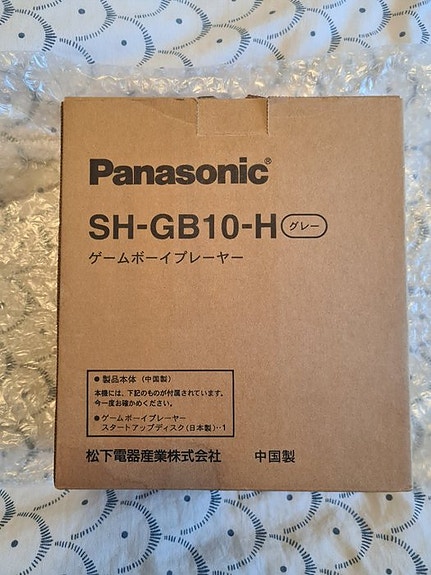 Panasonic®
SH-GB10-H グレー
ゲームボーイプレーヤー
● 製品本体 (中国製)
本機には、下記のものが付属されています。
今一度お確かめください。
● ゲームボーイプレーヤー
スタートアップディスク(日本製)‥1
松下電器産業株式会社 中国製